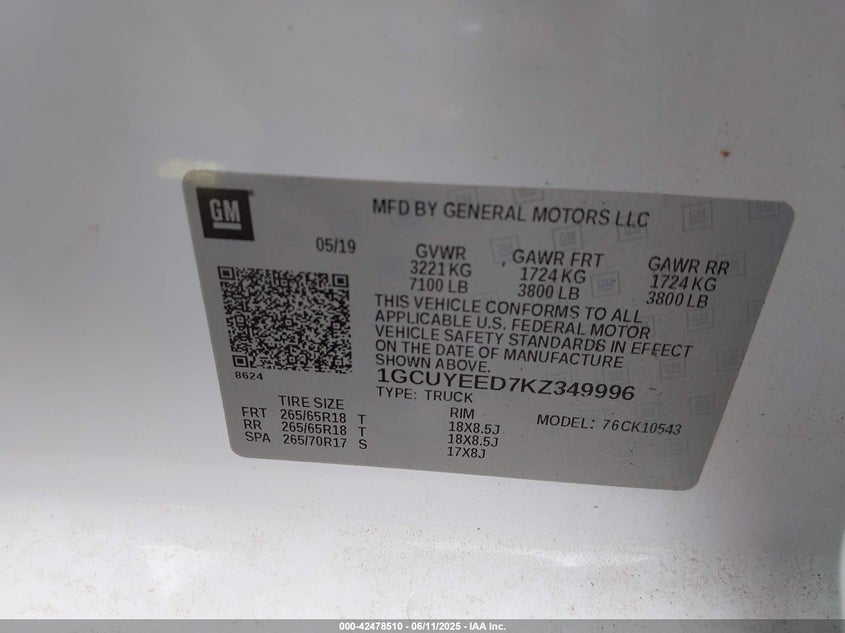 GM
MFD BY GENERAL MOTORS LLC
05/19
GVWR
3221 KG
7100 LB
GAWR FRT
1724 KG
3800 LB
GAWR RR
1724 KG
3800 LB
THIS VEHICLE CONFORMS TO ALL
APPLICABLE U.S. FEDERAL MOTOR
VEHICLE SAFETY STANDARDS IN EFFECT
ON THE DATE OF MANUFACTURE
SHOWN ABOVE.
8624
1GCUYEED7KZ349996
TYPE: TRUCK
MODEL: 76CK10543
TIRE SIZE RIM
FRT 265/65R18 T 18X8.5J
RR 265/65R18 T 18X8.5J
SPA 265/70R17 S 17X8J
000-42478510 - 06/11/2025 - IAA Inc.